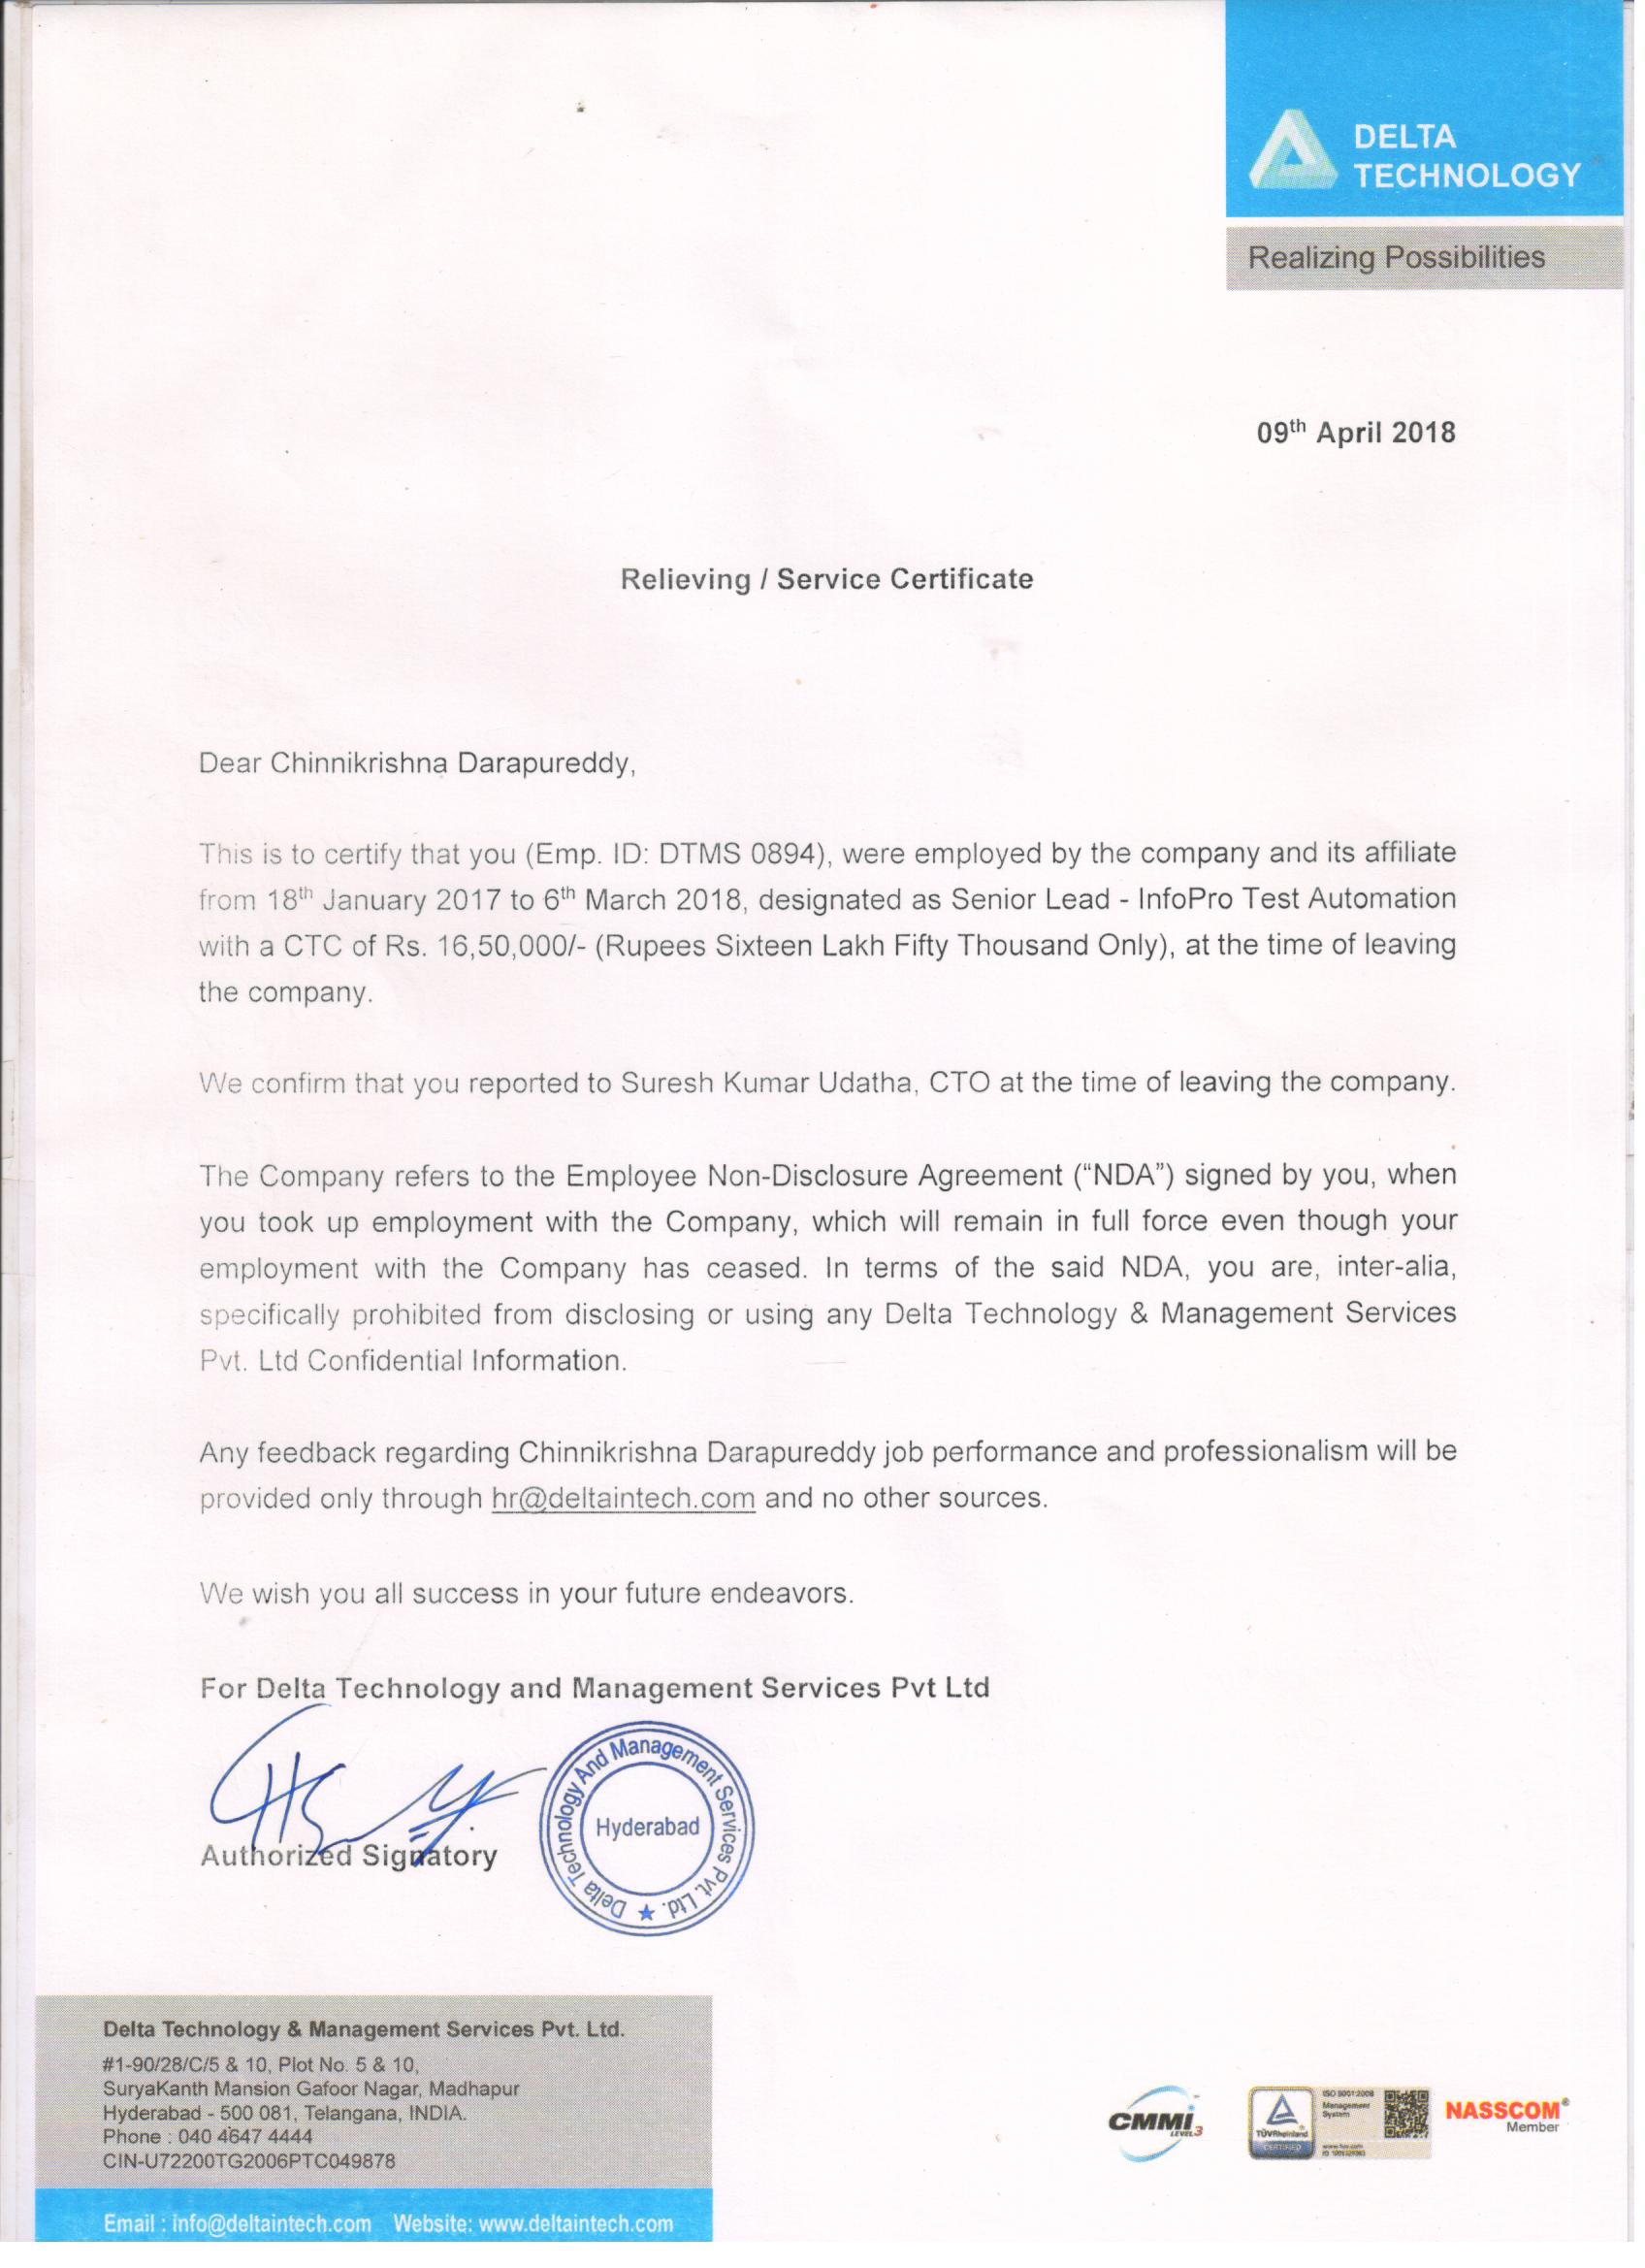 DELTA
TECHNOLOGY
Realizing Possibilities
09th April 2018
Relieving / Service Certificate
Dear Chinnikrishna Darapureddy,
This is to certify that you (Emp. ID: DTMS 0894), were employed by the company and its affiliate
from 18th January 2017 to 6th March 2018, designated as Senior Lead - InfoPro Test Automation
with a CTC of Rs. 16,50,000/- (Rupees Sixteen Lakh Fifty Thousand Only), at the time of leaving
the company.
We confirm that you reported to Suresh Kumar Udatha, CTO at the time of leaving the company.
The Company refers to the Employee Non-Disclosure Agreement (“NDA”) signed by you, when
you took up employment with the Company, which will remain in full force even though your
employment with the Company has ceased. In terms of the said NDA, you are, inter-alia,
specifically prohibited from disclosing or using any Delta Technology & Management Services
Pvt. Ltd Confidential Information.
Any feedback regarding Chinnikrishna Darapureddy job performance and professionalism will be
provided only through hr@deltaintech.com and no other sources.
We wish you all success in your future endeavors.
For Delta Technology and Management Services Pvt Ltd
Delta Technology And Management Services Pvt. Ltd.
Hyderabad
Authorized Signatory
Delta Technology & Management Services Pvt. Ltd.
#1-90/28/C/5 & 10, Plot No. 5 & 10,
SuryaKanth Mansion Gafoor Nagar, Madhapur
Hyderabad - 500 081, Telangana, INDIA.
Phone : 040 4647 4444
CIN-U72200TG2006PTC049878
Email : info@deltaintech.com Website: www.deltaintech.com
CMMI
LEVEL 3
TÜVRheinland
CERTIFIED
ISO 9001:2008
Management
System
www.tuv.com
NASSCOM®
Member